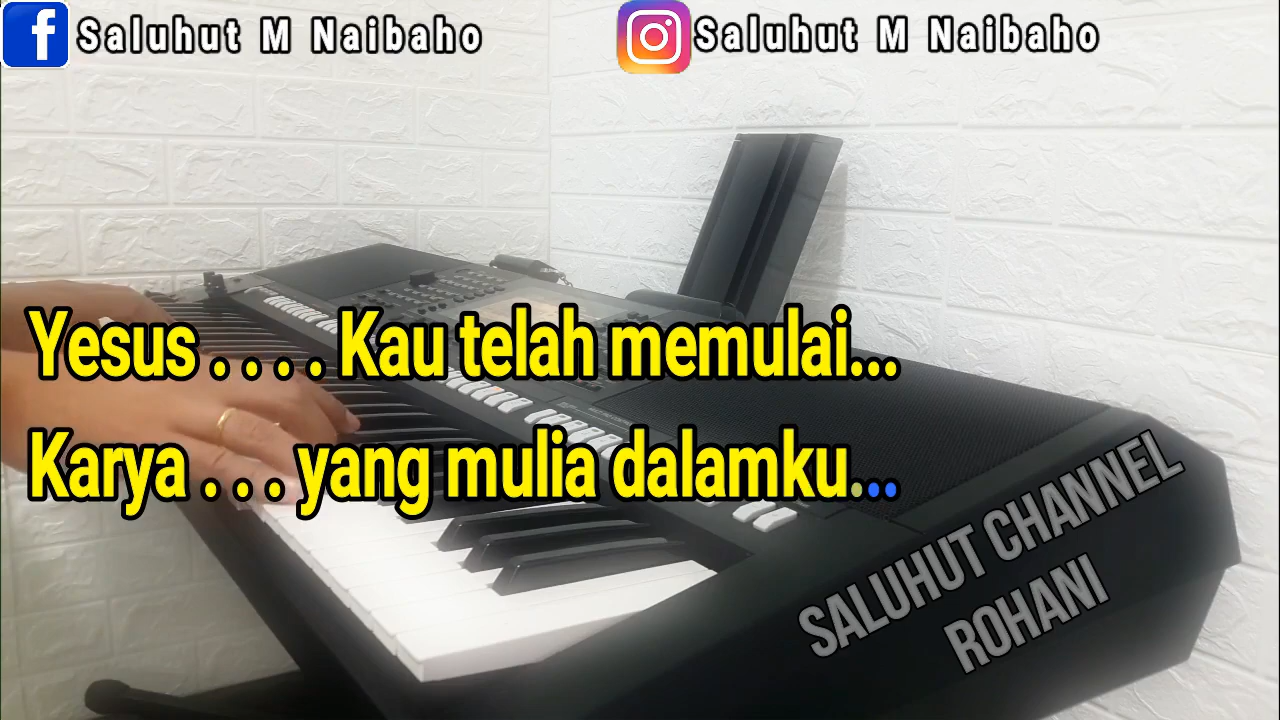 Saluhut M Naibaho
Saluhut M Naibaho
Yesus . . . . Kau telah memulai...
Karya . . . yang mulia dalamku...
SALUHUT CHANNEL
ROHANI